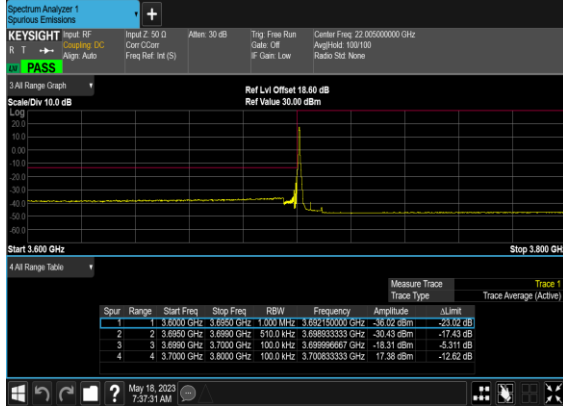 Spectrum Analyzer 1
Spurious Emissions
+
KEYSIGHT Input: RF Input Z: 50 Ω Atten: 30 dB Trig: Free Run Center Freq: 22.005000000 GHz
R T Coupling: DC Corr CCorr Gate: Off Avg|Hold: 100/100
Align: Auto Freq Ref: Int (S) IF Gain: Low Radio Std: None
PASS
3 All Range Graph
Ref Lvl Offset 18.60 dB
Scale/Div 10.0 dB Ref Value 30.00 dBm
Log
20.0
10.0
0.00
-10.0
-20.0
-30.0
-40.0
-50.0
-60.0
Start 3.600 GHz Stop 3.800 GHz
4 All Range Table
Measure Trace Trace 1
Trace Type Trace Average (Active)
Spur Range Start Freq Stop Freq RBW Frequency Amplitude ΔLimit
1 1 3.6000 GHz 3.6950 GHz 1.000 MHz 3.692150000 GHz -36.02 dBm -23.02 dB
2 2 3.6950 GHz 3.6990 GHz 510.0 kHz 3.698933333 GHz -30.43 dBm -17.43 dB
3 3 3.6990 GHz 3.7000 GHz 100.0 kHz 3.699996667 GHz -18.31 dBm -5.311 dB
4 4 3.7000 GHz 3.8000 GHz 100.0 kHz 3.700833333 GHz 17.38 dBm -12.62 dB
? May 18, 2023
7:37:31 AM